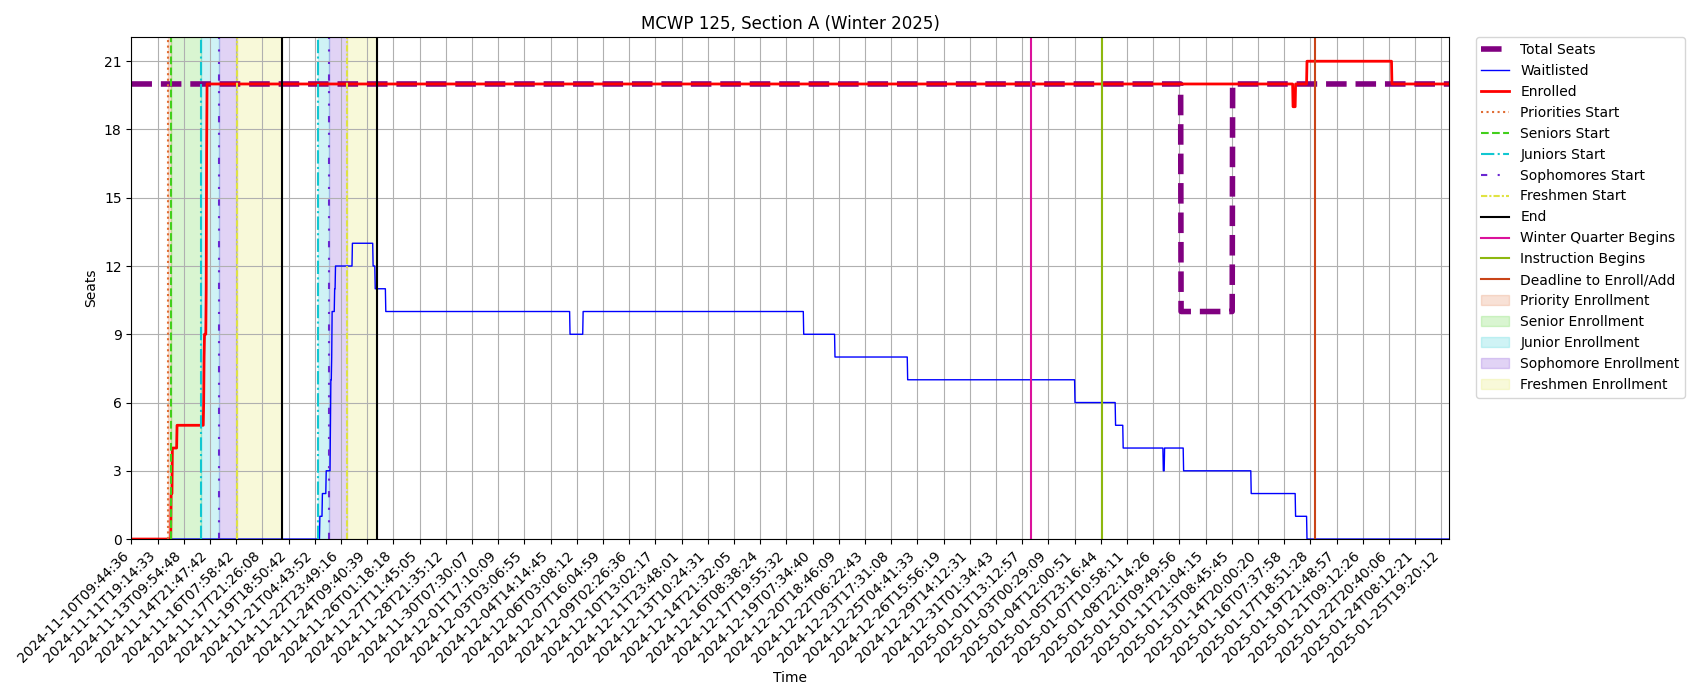 MCWP 125, Section A (Winter 2025)
Seats
21
18
15
12
9
6
3
0
2024-11-10T09:44:36
2024-11-11T19:14:33
2024-11-13T09:54:48
2024-11-14T21:47:42
2024-11-16T07:58:42
2024-11-17T21:26:08
2024-11-19T18:50:42
2024-11-21T04:43:52
2024-11-22T23:49:16
2024-11-24T09:40:39
2024-11-26T01:18:18
2024-11-27T11:45:05
2024-11-28T21:35:12
2024-11-30T07:30:07
2024-12-01T17:10:09
2024-12-03T03:06:55
2024-12-04T14:14:45
2024-12-06T03:08:12
2024-12-07T16:04:59
2024-12-09T02:26:36
2024-12-10T13:02:17
2024-12-11T23:48:01
2024-12-13T10:24:31
2024-12-14T21:32:05
2024-12-16T08:38:24
2024-12-17T19:55:32
2024-12-19T07:34:40
2024-12-20T18:46:09
2024-12-22T06:22:43
2024-12-23T17:31:08
2024-12-25T04:41:33
2024-12-26T15:56:19
2024-12-29T14:12:31
2024-12-31T01:34:43
2025-01-01T13:12:57
2025-01-03T00:29:09
2025-01-04T12:00:51
2025-01-05T23:16:44
2025-01-07T10:58:11
2025-01-08T22:14:26
2025-01-10T09:49:56
2025-01-11T21:04:15
2025-01-13T08:45:45
2025-01-14T20:00:20
2025-01-16T07:37:58
2025-01-17T18:51:28
2025-01-19T21:48:57
2025-01-21T09:12:26
2025-01-22T20:40:06
2025-01-24T08:12:21
2025-01-25T19:20:12
Time
Total Seats
Waitlisted
Enrolled
Priorities Start
Seniors Start
Juniors Start
Sophomores Start
Freshmen Start
End
Winter Quarter Begins
Instruction Begins
Deadline to Enroll/Add
Priority Enrollment
Senior Enrollment
Junior Enrollment
Sophomore Enrollment
Freshmen Enrollment